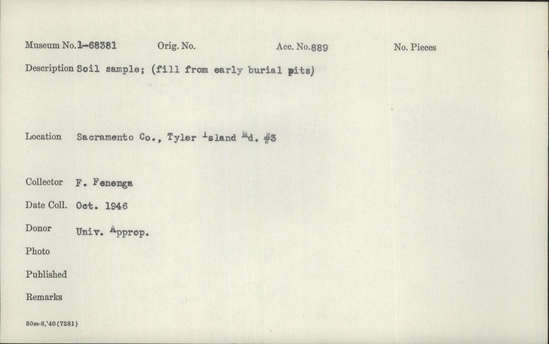 Museum No. 1-68381 Orig. No. Acc. No. 889 No. Pieces
Description Soil sample; (fill from early burial pits)
Location Sacramento Co., Tyler Island Md. #3
Collector F. Fenenga
Date Coll. Oct. 1946
Donor Univ. Approp.
Photo
Published
Remarks
50m-8,'46(7251)